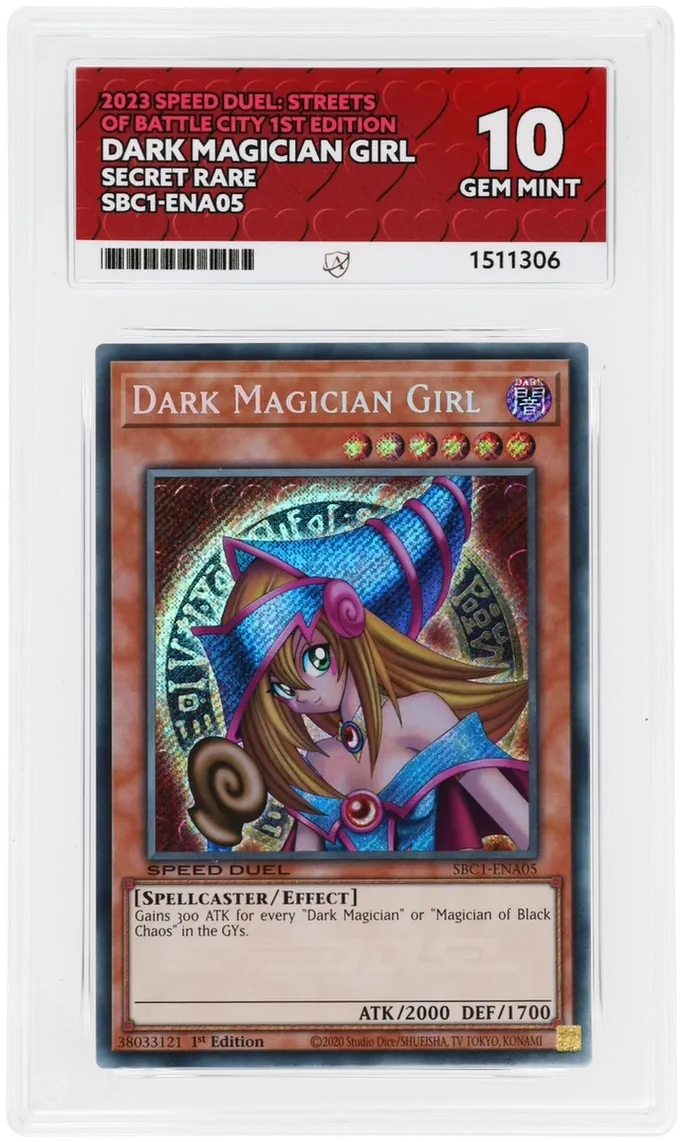 2023 SPEED DUEL: STREETS
OF BATTLE CITY 1ST EDITION
DARK MAGICIAN GIRL
SECRET RARE
SBC1-ENA05
10
GEM MINT
1511306
DARK MAGICIAN GIRL
DARK
闇
SPEED DUEL
SBC1-ENA05
[SPELLCASTER/EFFECT]
Gains 300 ATK for every "Dark Magician" or "Magician of Black
Chaos" in the GYs.
ATK/2000 DEF/1700
38033121 1st Edition
©2020 Studio Dice/SHUEISHA, TV TOKYO, KONAMI